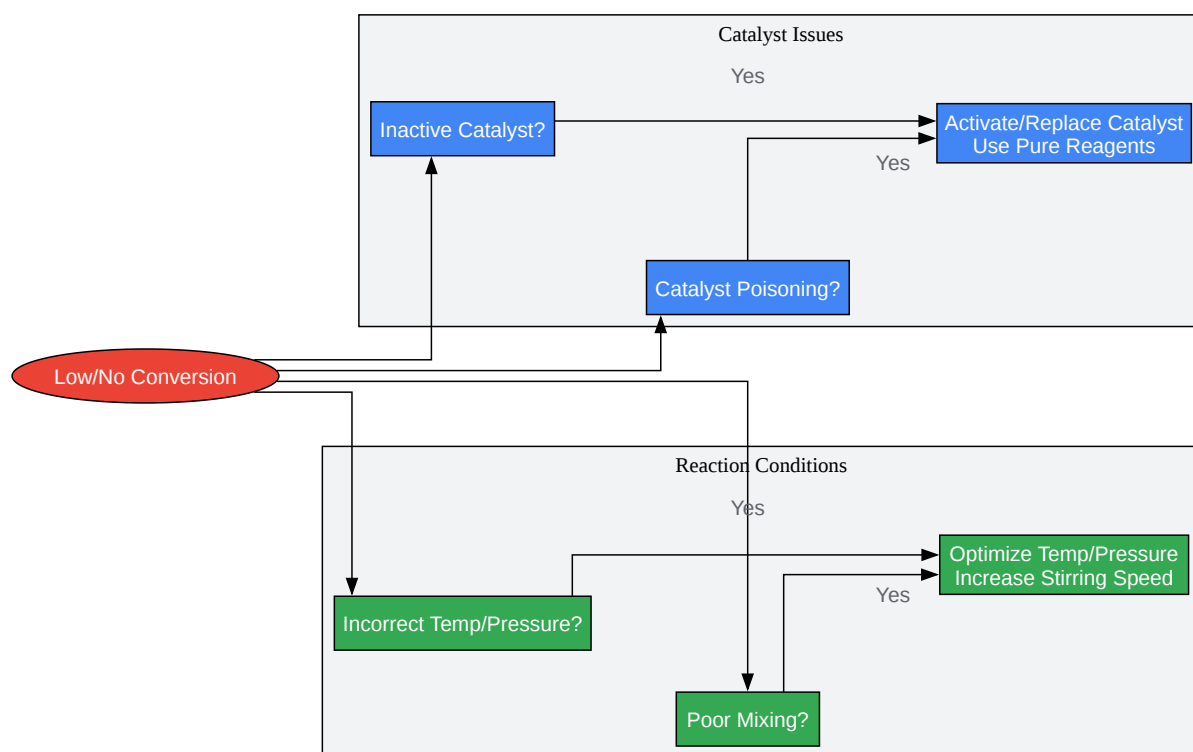 Catalyst Issues
Yes
Inactive Catalyst?
Activate/Replace Catalyst
Use Pure Reagents
Yes
Catalyst Poisoning?
Low/No Conversion
Reaction Conditions
Yes
Optimize Temp/Pressure
Increase Stirring Speed
Yes
Incorrect Temp/Pressure?
Poor Mixing?